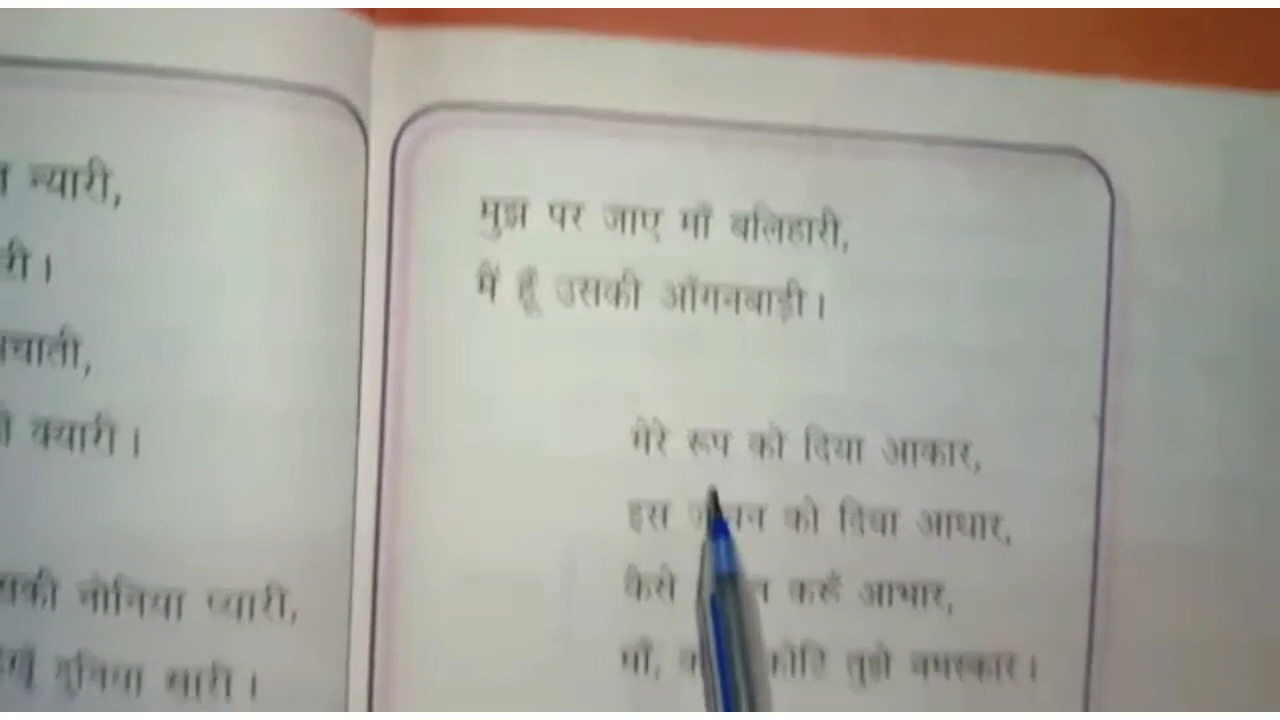 न्यारी,
री।
क्यारी।
प्यारी,
दुनिया सारी।
मुझ पर जाए माँ बलिहारी,
मैं हूँ उसकी आँगनबाड़ी।
मेरे रूप को दिया आकार,
इस को दिया आधार,
कैसे करूँ आभार,
माँ, कोटि तुझे नमस्कार।